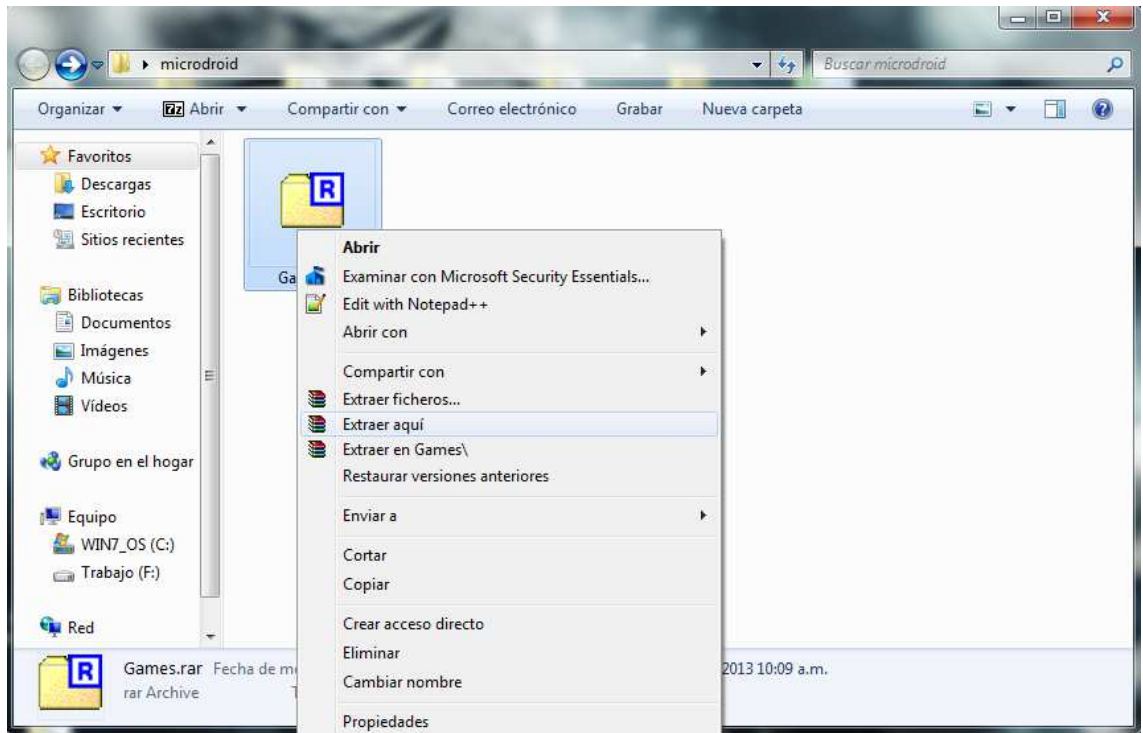 microdroid
Buscar microdroid
Organizar
7z Abrir
Compartir con
Correo electrónico
Grabar
Nueva carpeta
Favoritos
Descargas
Escritorio
Sitios recientes
Bibliotecas
Documentos
Imágenes
Música
Vídeos
Grupo en el hogar
Equipo
WIN7_OS (C:)
Trabajo (F:)
Red
R
Abrir
Examinar con Microsoft Security Essentials...
Edit with Notepad++
Abrir con
Compartir con
Extraer ficheros...
Extraer aquí
Extraer en Games\
Restaurar versiones anteriores
Enviar a
Cortar
Copiar
Crear acceso directo
Eliminar
Cambiar nombre
Propiedades
R
Games.rar Fecha de 2013 10:09 a.m.
rar Archive